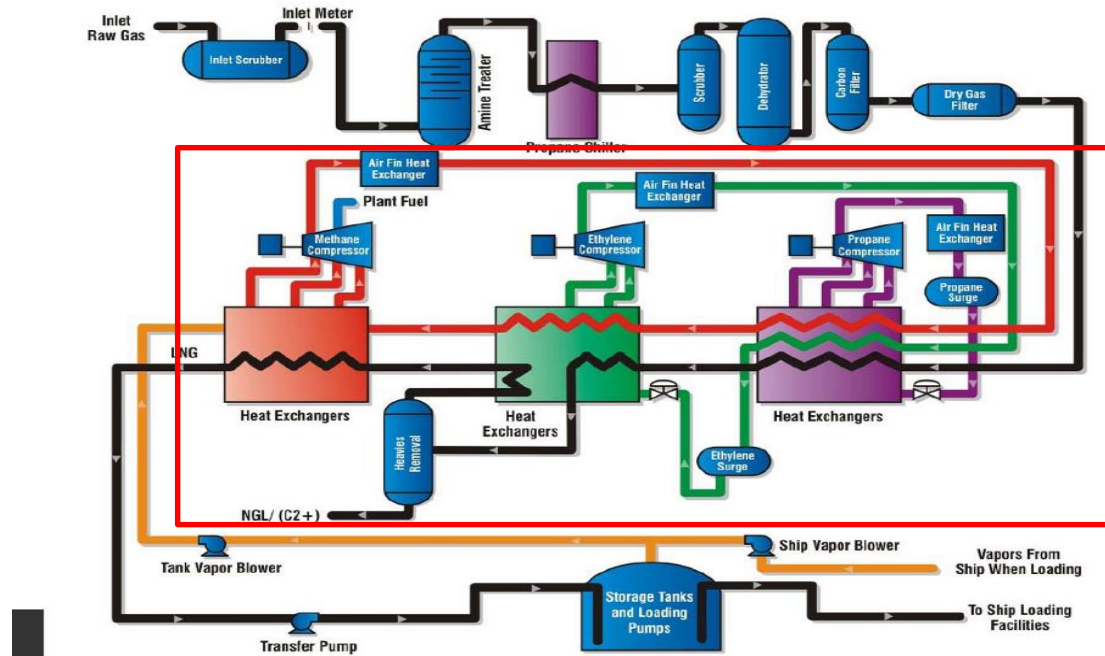 Inlet
Raw Gas
Inlet Meter
Inlet Scrubber
Amine Treater
Propane Chiller
Scrubber
Dehydrator
Carbon
Filter
Dry Gas
Filter
Air Fin Heat
Exchanger
Plant Fuel
Methane
Compressor
Air Fin Heat
Exchanger
Ethylene
Compressor
Propane
Compressor
Air Fin Heat
Exchanger
Propane
Surge
LNG
Heat Exchangers
Heat
Exchangers
Heat Exchangers
Heavies
Removal
Ethylene
Surge
NGL/ (C2+)
Tank Vapor Blower
Ship Vapor Blower
Vapors From
Ship When Loading
Storage Tanks
and Loading
Pumps
Transfer Pump
To Ship Loading
Facilities